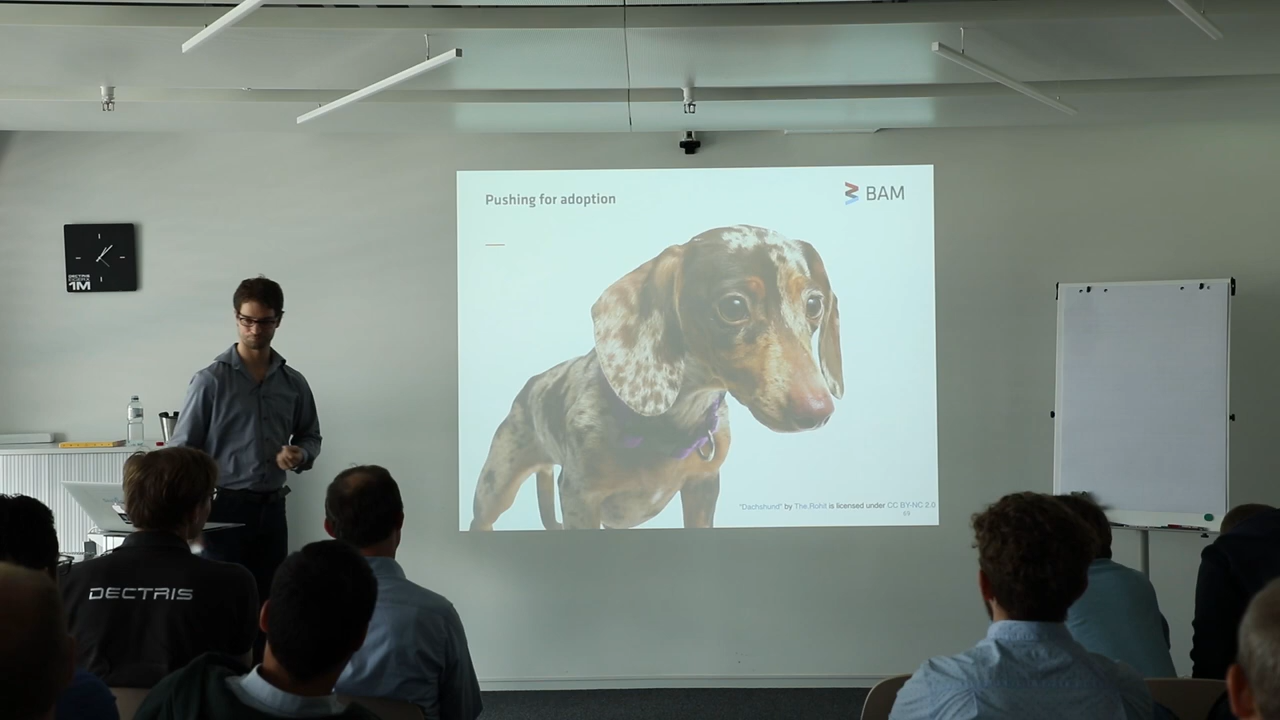 Pushing for adoption
BAM
DECTRIS
1M
"Dachshund" by The Rohit is licensed under CC BY-NC 2.0
DECTRIS